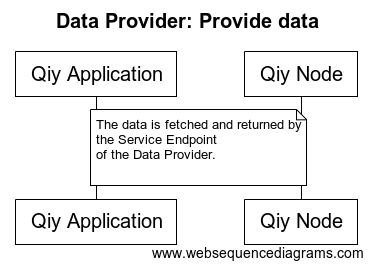 Data Provider: Provide data
Qiy Application
Qiy Node
The data is fetched and returned by
the Service Endpoint
of the Data Provider.
Qiy Application
Qiy Node
www.websequencediagrams.com